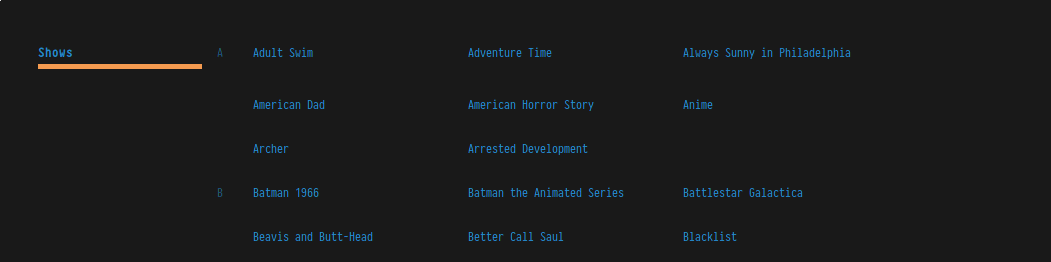 Shows A Adult Swim Adventure Time Always Sunny in Philadelphia
American Dad American Horror Story Anime
Archer Arrested Development
B Batman 1966 Batman the Animated Series Battlestar Galactica
Beavis and Butt-Head Better Call Saul Blacklist